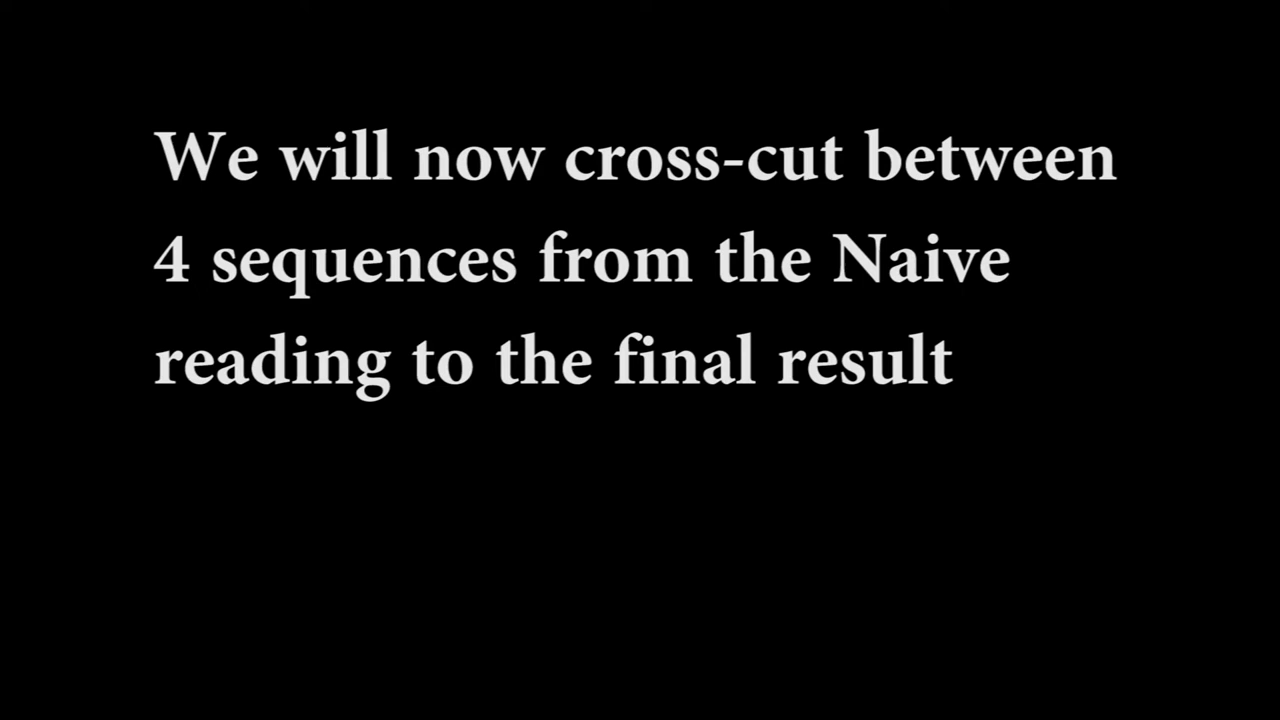 We will now cross-cut between
4 sequences from the Naive
reading to the final result